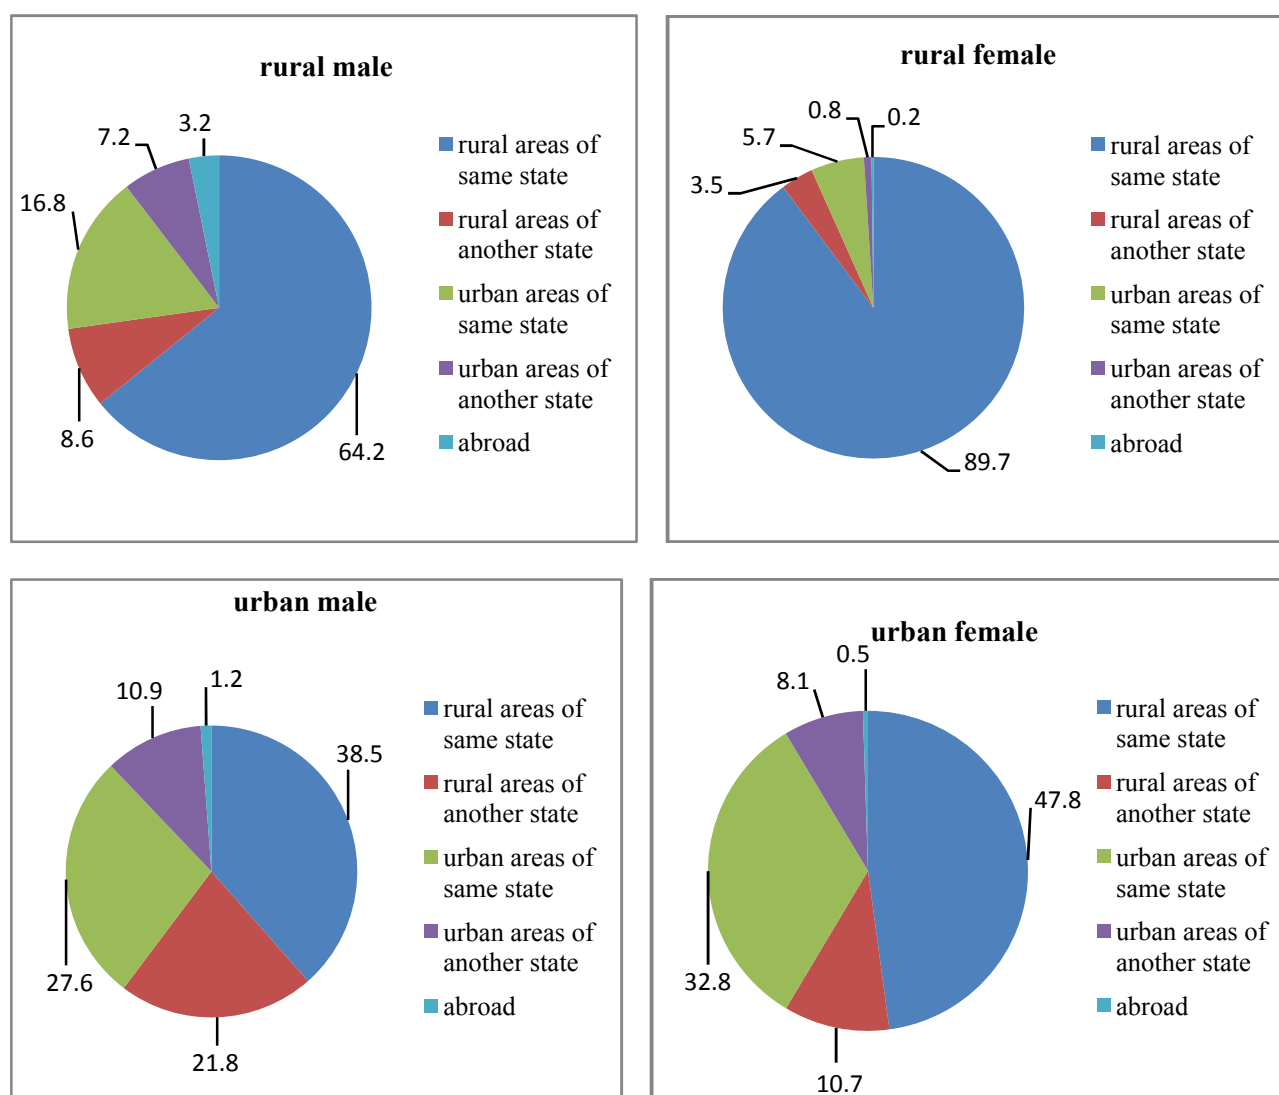 rural male
3.2
7.2
16.8
8.6
64.2
rural areas of
same state
rural areas of
another state
urban areas of
same state
urban areas of
another state
abroad
rural female
0.8
0.2
5.7
3.5
89.7
rural areas of
same state
rural areas of
another state
urban areas of
same state
urban areas of
another state
abroad
urban male
1.2
10.9
38.5
27.6
21.8
rural areas of
same state
rural areas of
another state
urban areas of
same state
urban areas of
another state
abroad
urban female
0.5
8.1
47.8
32.8
10.7
rural areas of
same state
rural areas of
another state
urban areas of
same state
urban areas of
another state
abroad